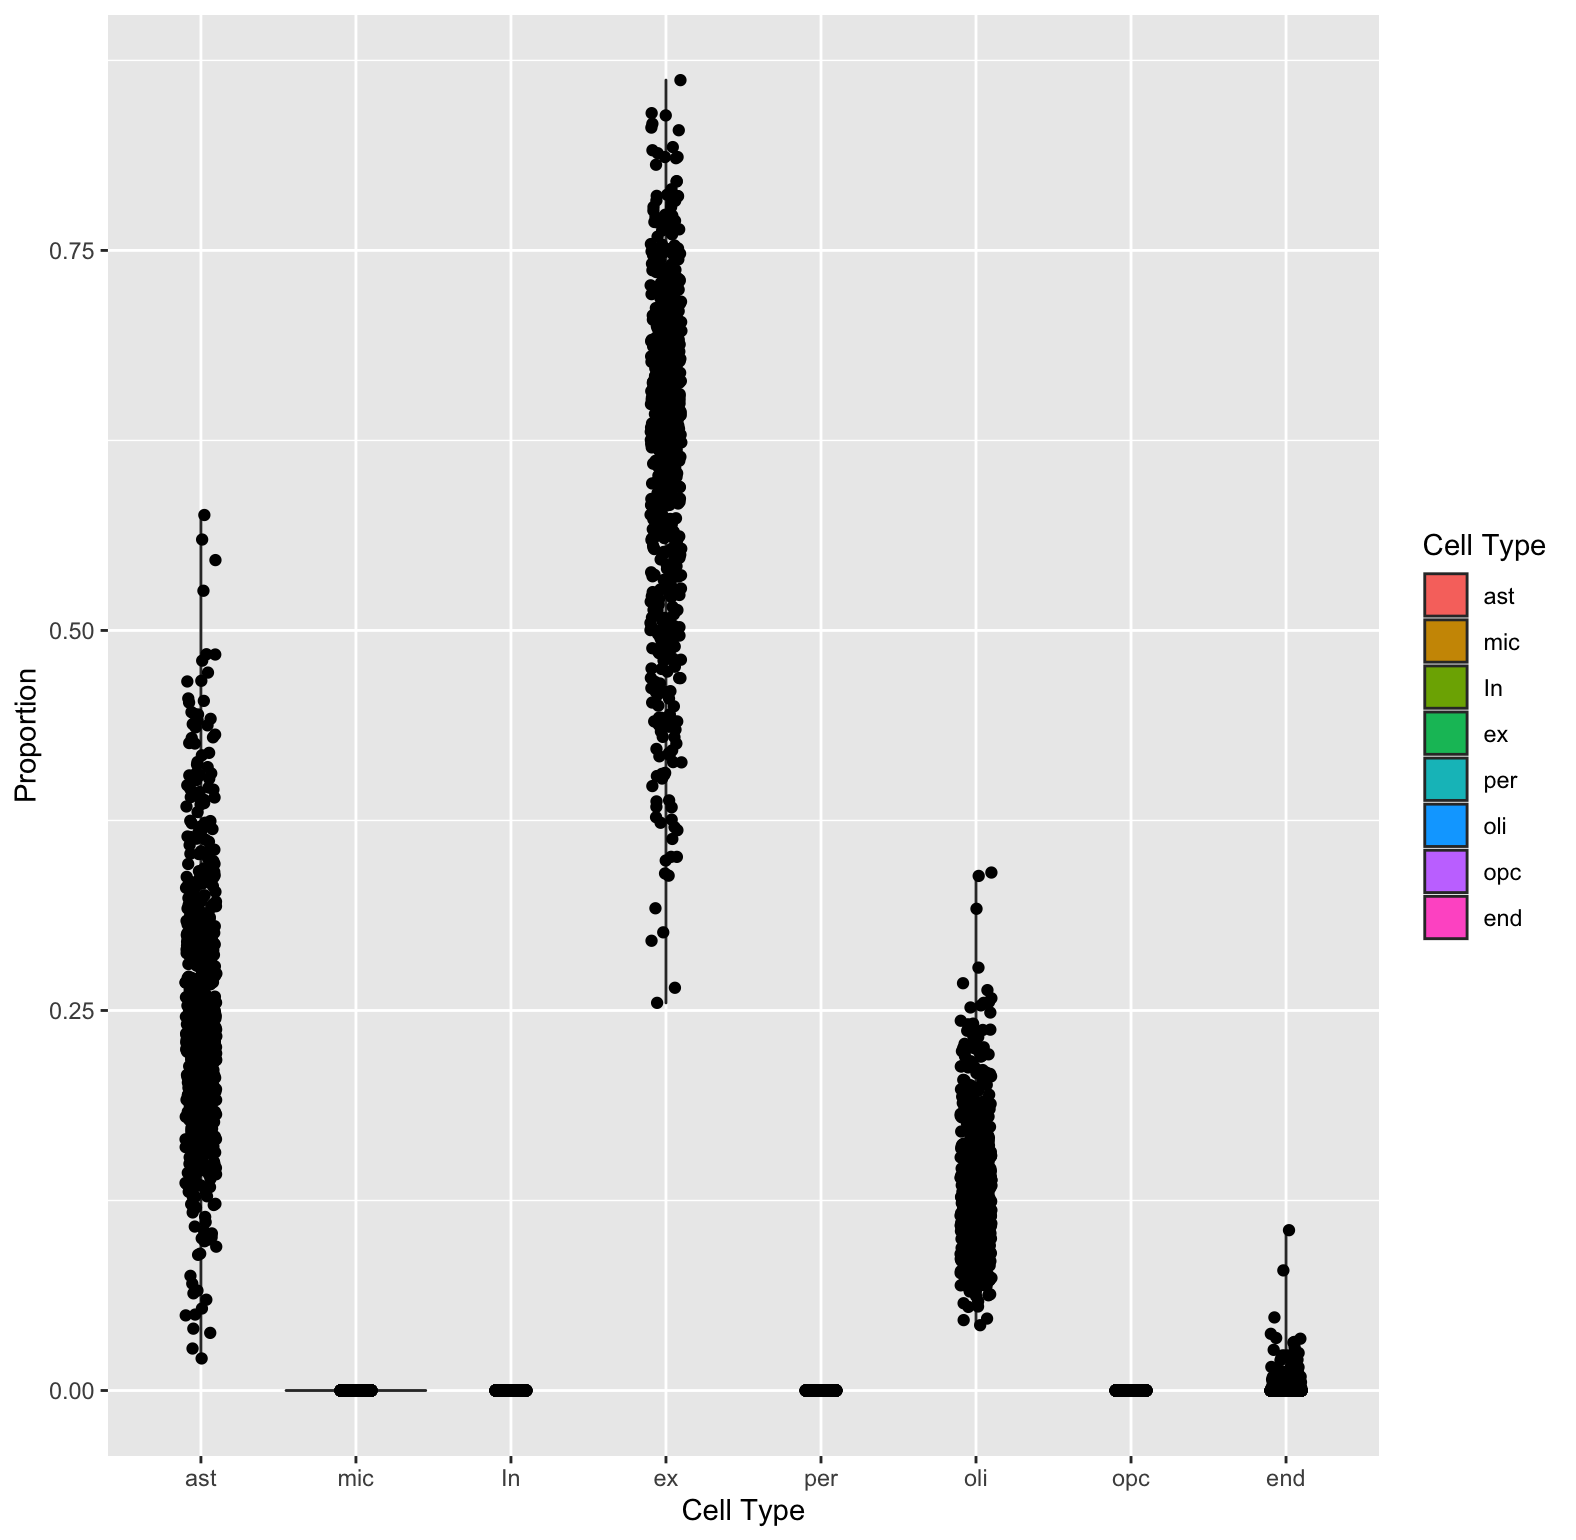 Proportion
0.75
0.50
0.25
0.00
ast mic In ex per oli opc end
Cell Type
Cell Type
ast
mic
In
ex
per
oli
opc
end